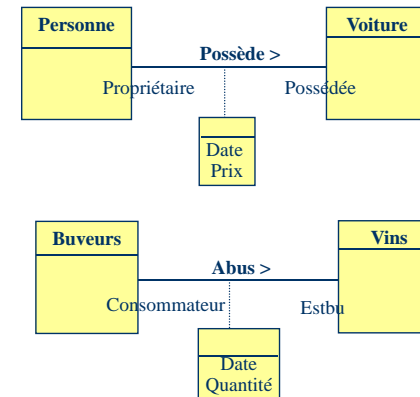 Personne
Voiture
Possède >
Propriétaire
Possédée
Date
Prix
Buveurs
Vins
Abus >
Consommateur
Estbu
Date
Quantité